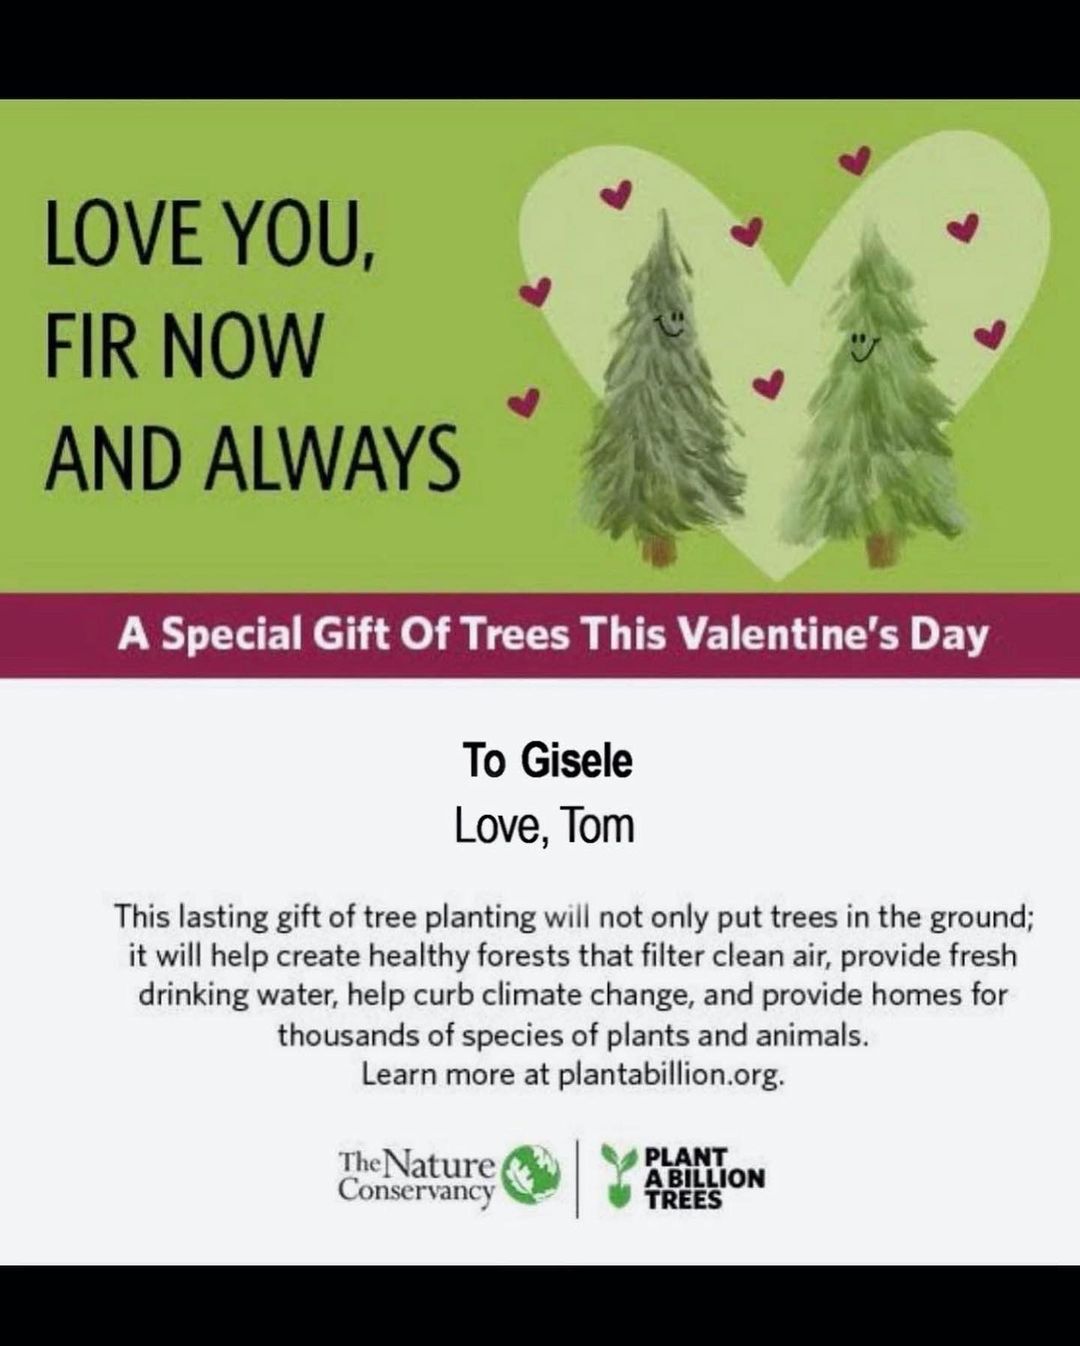 LOVE YOU,
FIR NOW
AND ALWAYS
A Special Gift Of Trees This Valentine's Day
To Gisele
Love, Tom
This lasting gift of tree planting will not only put trees in the ground;
it will help create healthy forests that filter clean air, provide fresh
drinking water, help curb climate change, and provide homes for
thousands of species of plants and animals.
Learn more at plantabillion.org.
The Nature
Conservancy
PLANT
A BILLION
TREES